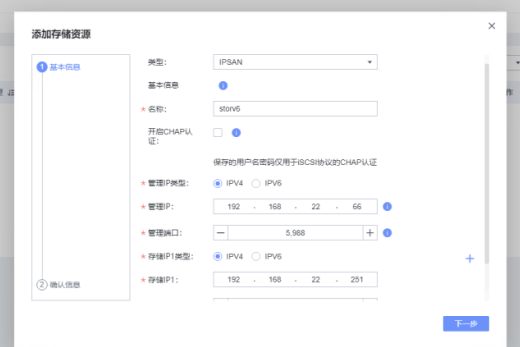 添加存储资源
1 基本信息
类型: IPSAN
基本信息
* 名称: storv6
开启CHAP认证:
保存的用户名密码仅用于iSCSI协议的CHAP认证
* 管理IP类型: IPV4 IPV6
* 管理IP: 192 . 168 . 22 . 66
* 管理端口: 5,988
* 存储IP1类型: IPV4 IPV6
* 存储IP1: 192 . 168 . 22 . 251
2 确认信息
下一步
作